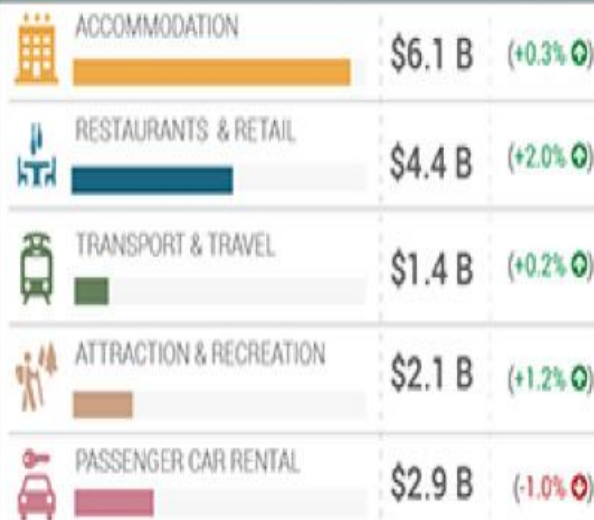 ACCOMMODATION
$6.1 B (+0.3%)
RESTAURANTS & RETAIL
$4.4 B (+2.0%)
TRANSPORT & TRAVEL
$1.4 B (+0.2%)
ATTRACTION & RECREATION
$2.1 B (+1.2%)
PASSENGER CAR RENTAL
$2.9 B (-1.0%)